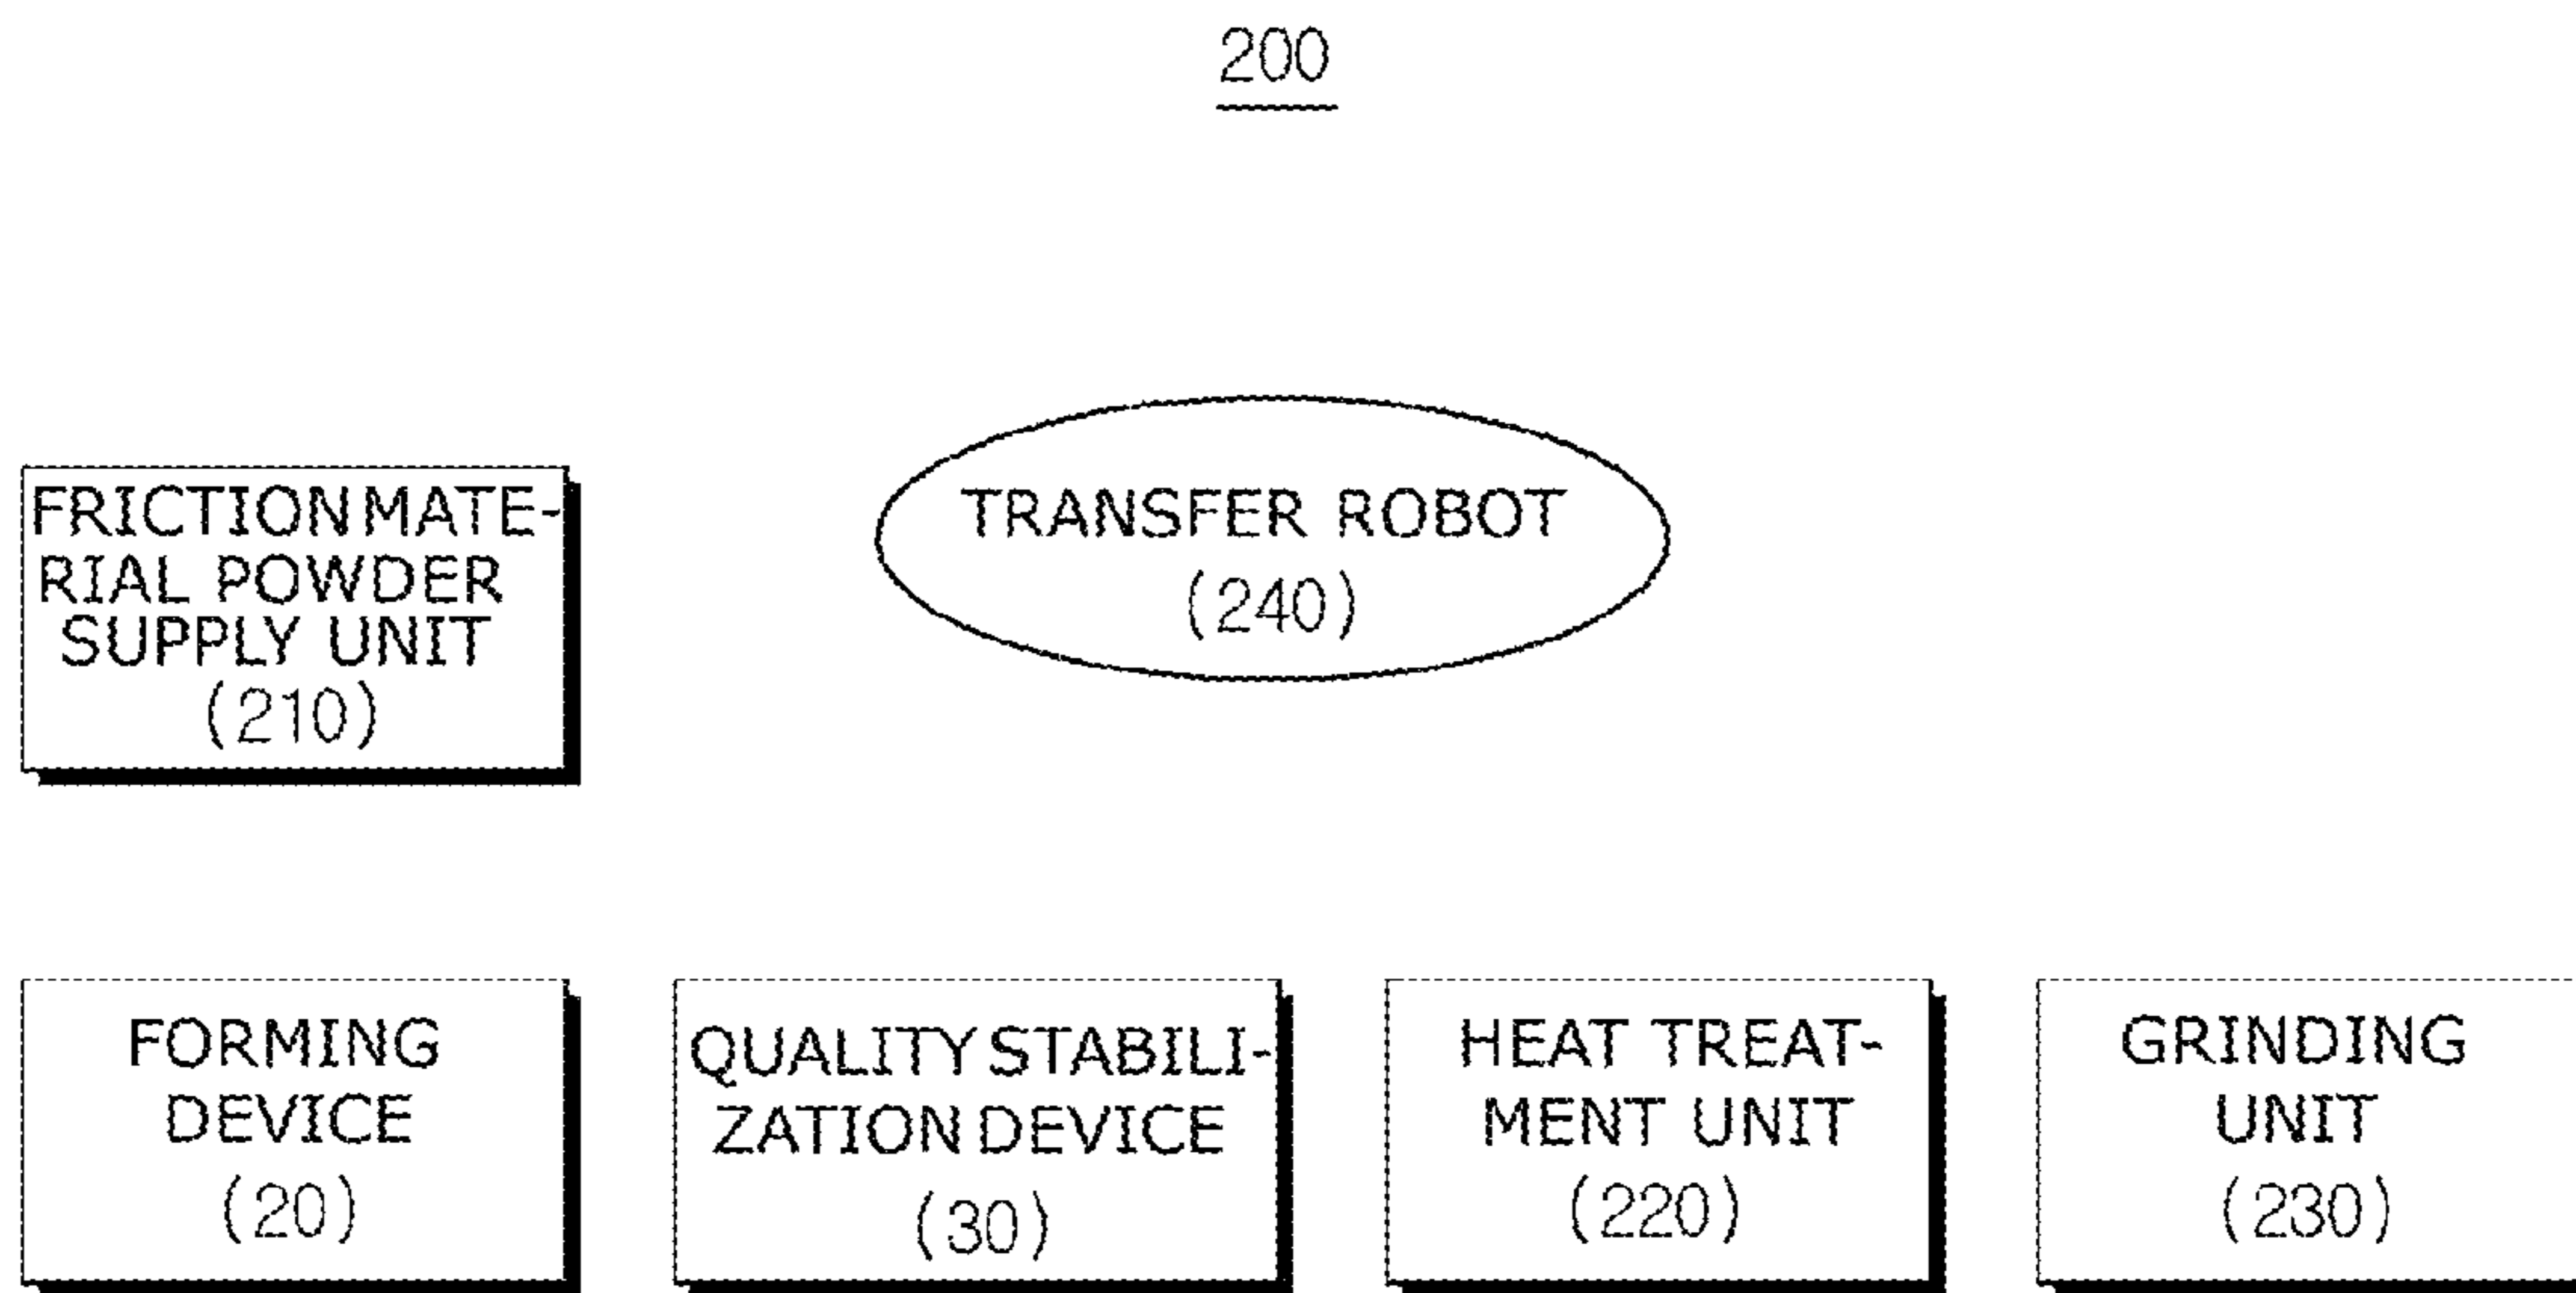 200
FRICTION MATE-
RIAL POWDER
SUPPLY UNIT
(210)
TRANSFER ROBOT
(240)
FORMING
DEVICE
(20)
QUALITY STABILI-
ZATION DEVICE
(30)
HEAT TREAT-
MENT UNIT
(220)
GRINDING
UNIT
(230)